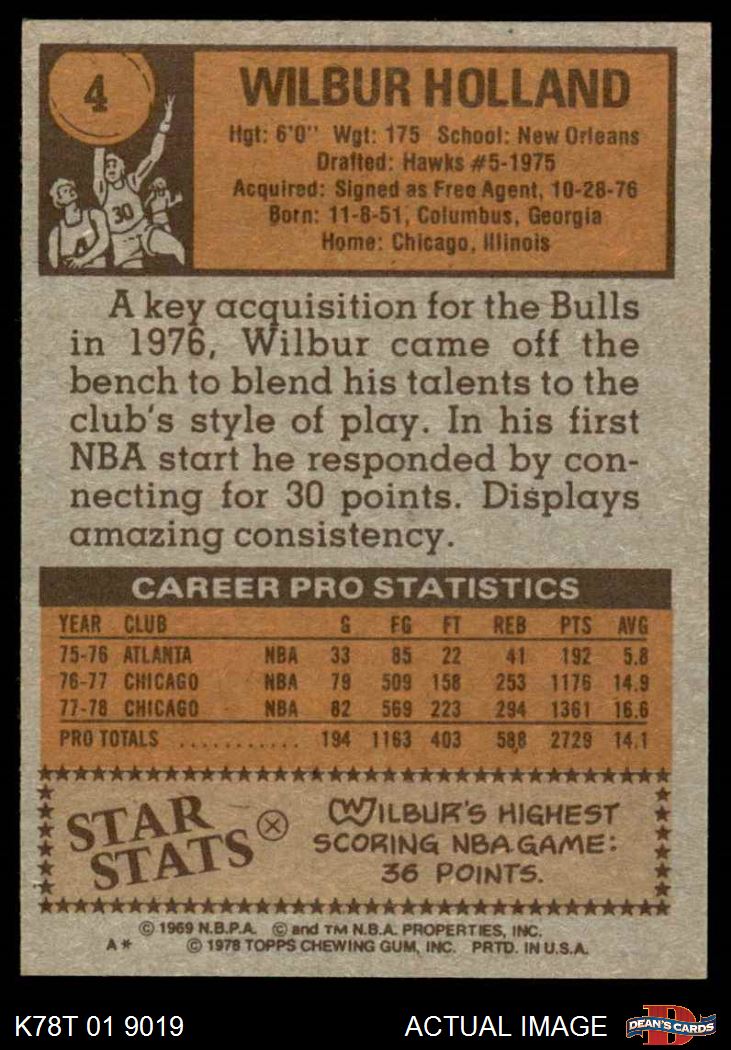 4
WILBUR HOLLAND
Hgt: 6'0" Wgt: 175 School: New Orleans
Drafted: Hawks #5-1975
Acquired: Signed as Free Agent, 10-28-76
Born: 11-8-51, Columbus, Georgia
Home: Chicago, Illinois
30
A key acquisition for the Bulls
in 1976, Wilbur came off the
bench to blend his talents to the
club's style of play. In his first
NBA start he responded by con-
necting for 30 points. Displays
amazing consistency.
CAREER PRO STATISTICS
YEAR CLUB G FG FT REB PTS AVG
75-76 ATLANTA NBA 33 85 22 41 192 5.8
76-77 CHICAGO NBA 79 509 158 253 1176 14.9
77-78 CHICAGO NBA 82 569 223 294 1361 16.6
PRO TOTALS ........... 194 1163 403 588 2729 14.1
STAR
STATS
WILBUR'S HIGHEST
SCORING NBA GAME:
36 POINTS.
© 1969 N.B.P.A. © and TM N.B.A. PROPERTIES, INC.
A* © 1978 TOPPS CHEWING GUM, INC. PRTD. IN U.S.A.
K78T 01 9019 ACTUAL IMAGE D DEAN'S CARDS